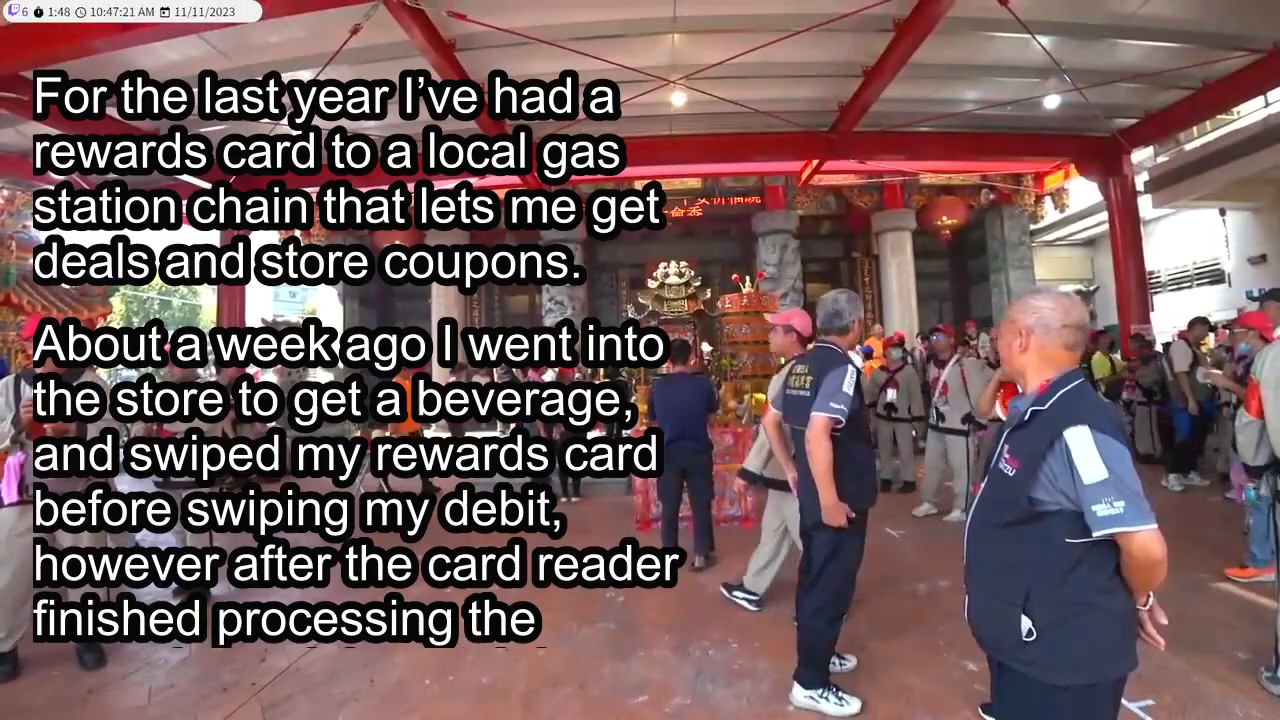 6 1:48 10:47:21 AM 11/11/2023
For the last year I've had a
rewards card to a local gas
station chain that lets me get
deals and store coupons.
About a week ago I went into
the store to get a beverage,
and swiped my rewards card
before swiping my debit,
however after the card reader
finished processing the